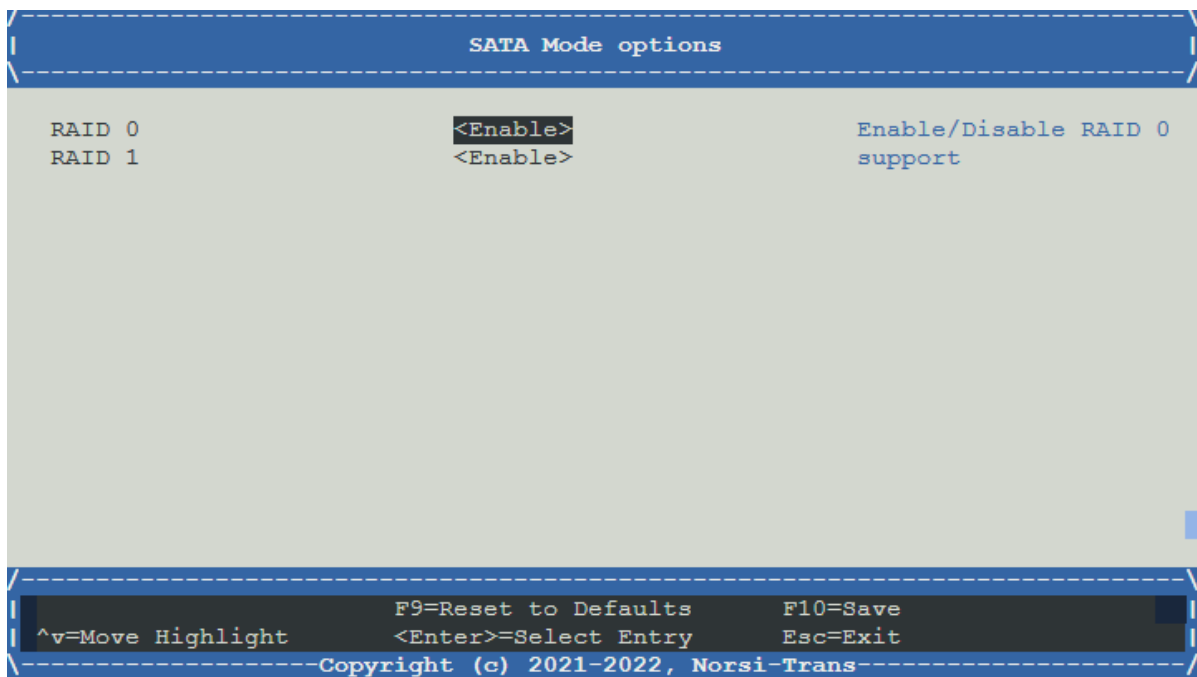 SATA Mode options
RAID 0 <Enable> Enable/Disable RAID 0
RAID 1 <Enable> support
F9=Reset to Defaults F10=Save
^v=Move Highlight <Enter>=Select Entry Esc=Exit
Copyright (c) 2021-2022, Norsi-Trans